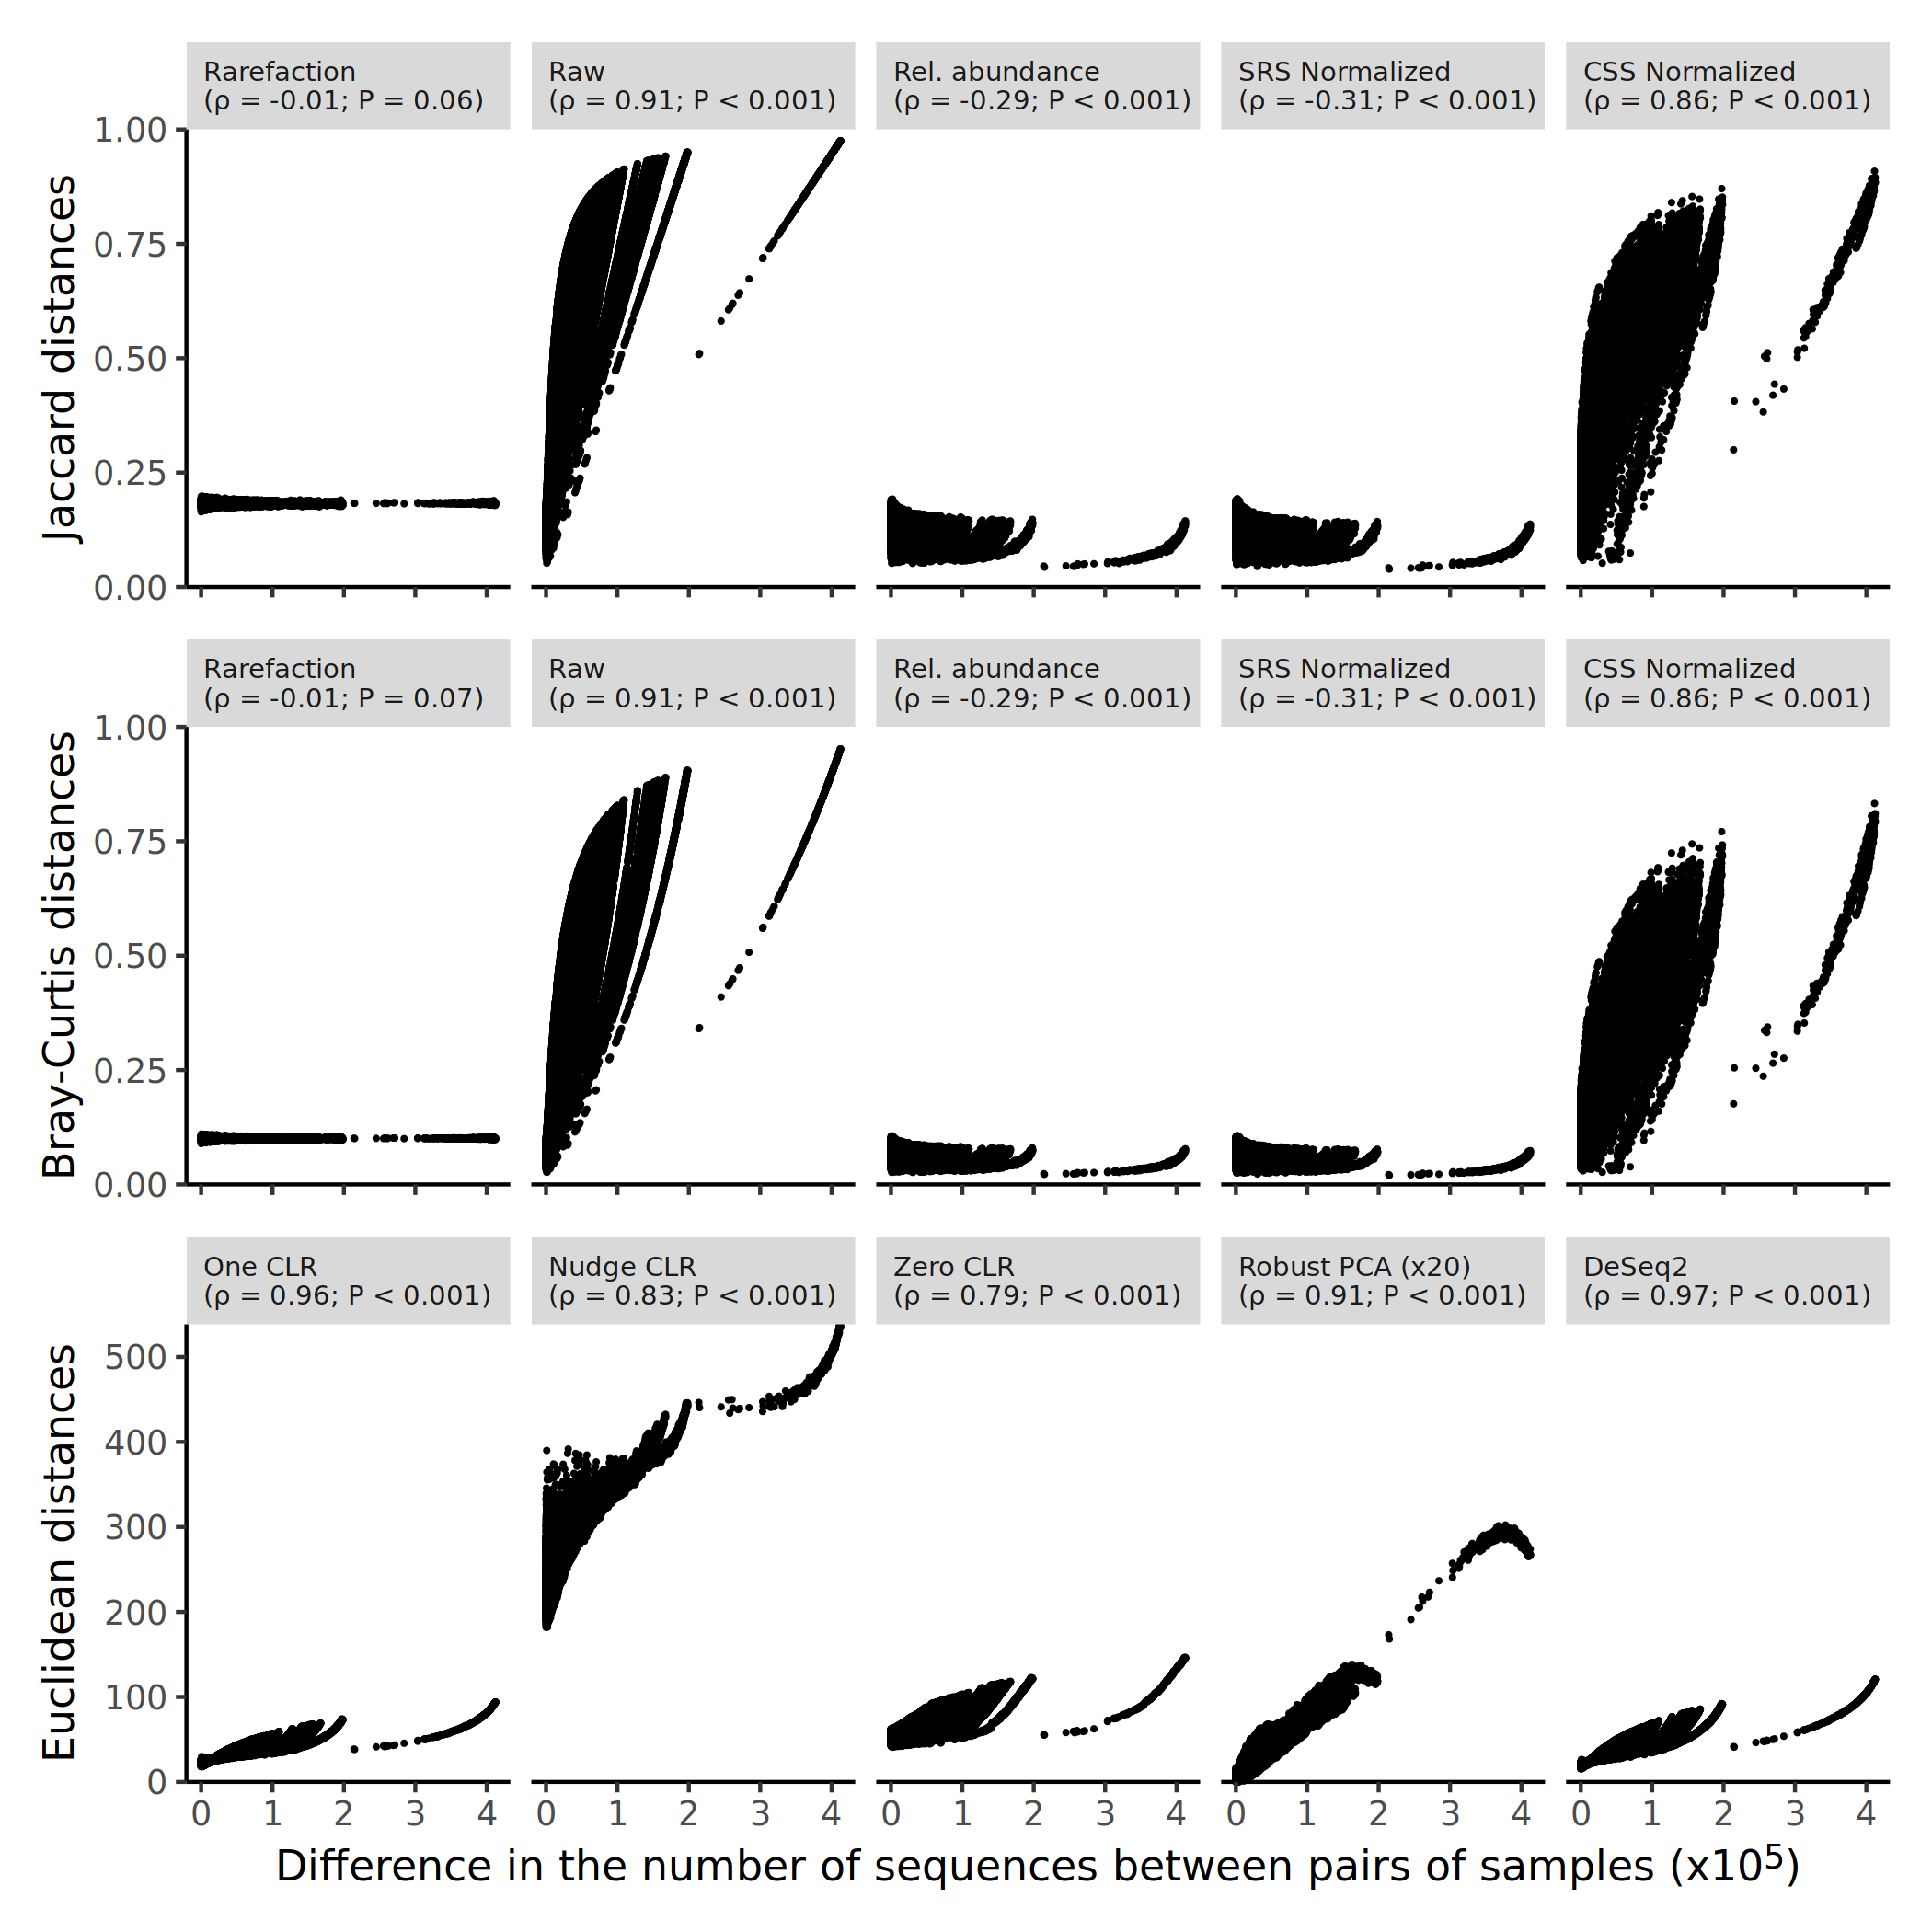 Rarefaction
(ρ = -0.01; P = 0.06)
Raw
(ρ = 0.91; P < 0.001)
Rel. abundance
(ρ = -0.29; P < 0.001)
SRS Normalized
(ρ = -0.31; P < 0.001)
CSS Normalized
(ρ = 0.86; P < 0.001)
Jaccard distances
1.00
0.75
0.50
0.25
0.00
Rarefaction
(ρ = -0.01; P = 0.07)
Raw
(ρ = 0.91; P < 0.001)
Rel. abundance
(ρ = -0.29; P < 0.001)
SRS Normalized
(ρ = -0.31; P < 0.001)
CSS Normalized
(ρ = 0.86; P < 0.001)
Bray-Curtis distances
1.00
0.75
0.50
0.25
0.00
One CLR
(ρ = 0.96; P < 0.001)
Nudge CLR
(ρ = 0.83; P < 0.001)
Zero CLR
(ρ = 0.79; P < 0.001)
Robust PCA (x20)
(ρ = 0.91; P < 0.001)
DeSeq2
(ρ = 0.97; P < 0.001)
Euclidean distances
500
400
300
200
100
0
0 1 2 3 4 0 1 2 3 4 0 1 2 3 4 0 1 2 3 4 0 1 2 3 4
Difference in the number of sequences between pairs of samples (x10⁵)